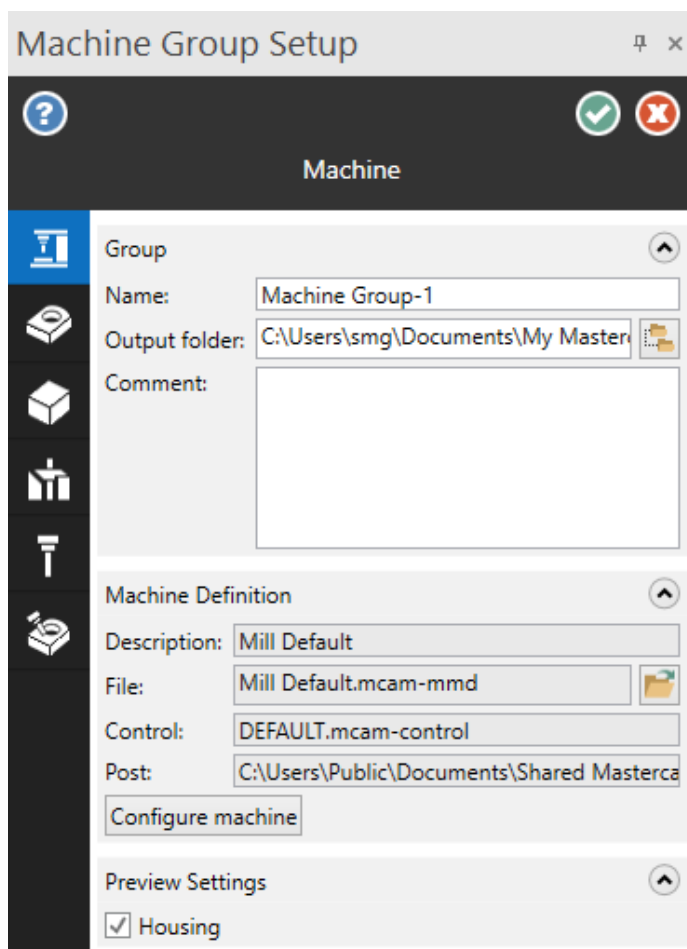 Machine Group Setup
Machine
Group
Name: Machine Group-1
Output folder: C:\Users\smg\Documents\My Master
Comment:
Machine Definition
Description: Mill Default
File: Mill Default.mcam-mmd
Control: DEFAULT.mcam-control
Post: C:\Users\Public\Documents\Shared Masterca
Configure machine
Preview Settings
Housing